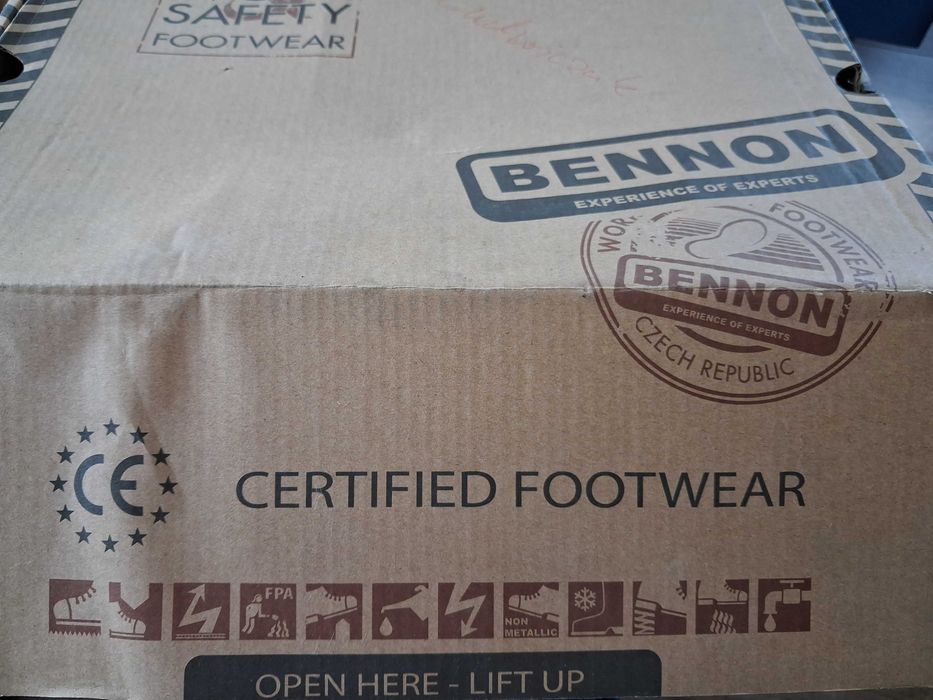 SAFETY
FOOTWEAR
BENNON
EXPERIENCE OF EXPERTS
WORK FOOTWEAR
BENNON
EXPERIENCE OF EXPERTS
CZECH REPUBLIC
CE
CERTIFIED FOOTWEAR
FPA
NON
METALLIC
OPEN HERE - LIFT UP